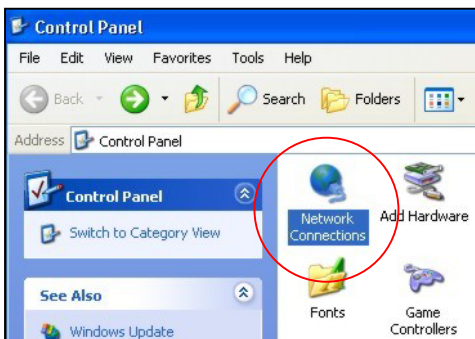 Control Panel
File Edit View Favorites Tools Help
Back Search Folders
Address Control Panel
Control Panel
Switch to Category View
See Also
Windows Update
Network Connections
Add Hardware
Fonts
Game Controllers